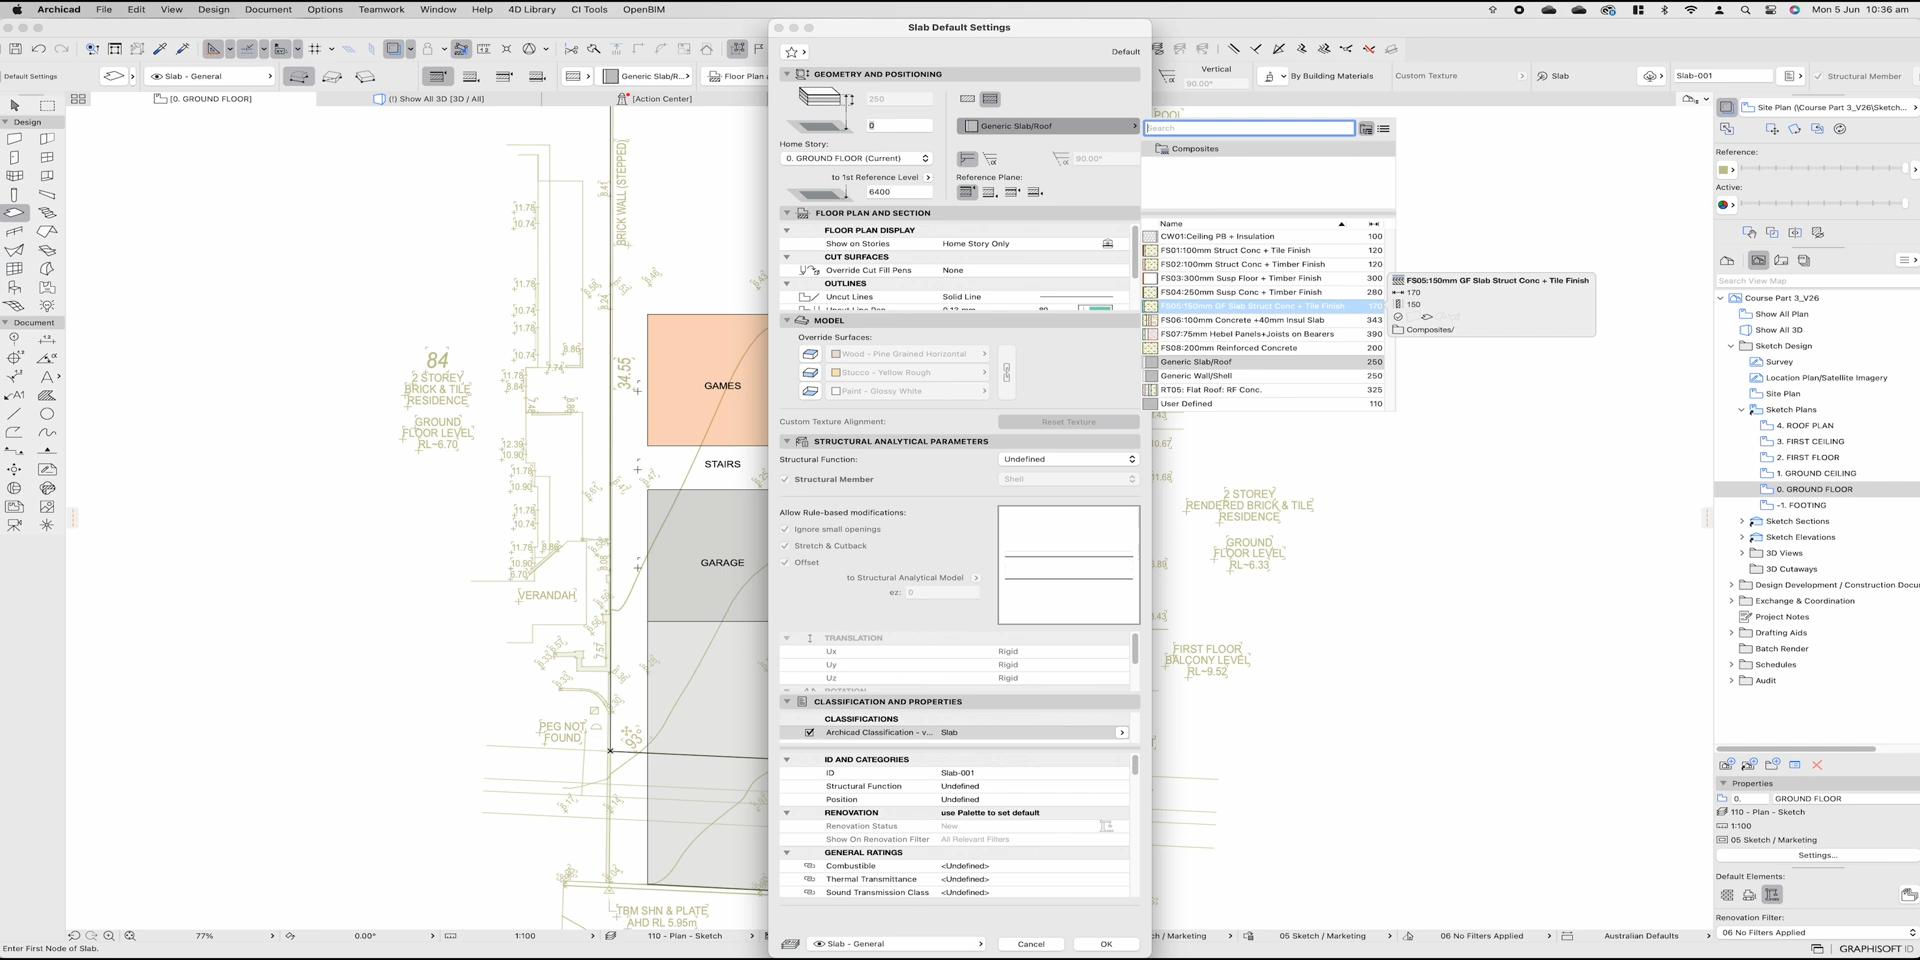 Archicad File Edit View Design Document Options Teamwork Window Help 4D Library CI Tools OpenBIM
Mon 5 Jun 10:36 am
Slab Default Settings
Default
Default Settings
Slab - General
Generic Slab/R...
Floor Plan a
Vertical
90.00°
By Building Materials
Custom Texture
Slab
Slab-001
Structural Member
[0. GROUND FLOOR]
(!) Show All 3D [3D / All]
[Action Center]
Design
Document
GEOMETRY AND POSITIONING
250
0
Generic Slab/Roof
Home Story:
0. GROUND FLOOR (Current)
90.00°
to 1st Reference Level
Reference Plane:
6400
FLOOR PLAN AND SECTION
FLOOR PLAN DISPLAY
Show on Stories Home Story Only
CUT SURFACES
Override Cut Fill Pens None
OUTLINES
Uncut Lines Solid Line
MODEL
Override Surfaces:
Wood - Pine Grained Horizontal
Stucco - Yellow Rough
Paint - Glossy White
Custom Texture Alignment: Reset Texture
STRUCTURAL ANALYTICAL PARAMETERS
Structural Function: Undefined
Structural Member Shell
Allow Rule-based modifications:
Ignore small openings
Stretch & Cutback
Offset
to Structural Analytical Model
ez: 0
TRANSLATION
Ux Rigid
Uy Rigid
Uz Rigid
CLASSIFICATION AND PROPERTIES
CLASSIFICATIONS
Archicad Classification - v... Slab
ID AND CATEGORIES
ID Slab-001
Structural Function Undefined
Position Undefined
RENOVATION use Palette to set default
Renovation Status New
Show On Renovation Filter All Relevant Filters
GENERAL RATINGS
Combustible <Undefined>
Thermal Transmittance <Undefined>
Sound Transmission Class <Undefined>
Slab - General
Cancel
OK
Search
Composites
Name
CW01:Ceiling PB + Insulation 100
FS01:100mm Struct Conc + Tile Finish 120
FS02:100mm Struct Conc + Timber Finish 120
FS03:300mm Susp Floor + Timber Finish 300
FS04:250mm Susp Conc + Timber Finish 280
FS05:150mm GF Slab Struct Conc + Tile Finish 170
FS06:100mm Concrete +40mm Insul Slab 343
FS07:75mm Hebel Panels+Joists on Bearers 390
FS08:200mm Reinforced Concrete 200
Generic Slab/Roof 250
Generic Wall/Shell 250
RT05: Flat Roof: RF Conc. 325
User Defined 110
FS05:150mm GF Slab Struct Conc + Tile Finish
170
150
Composites/
POOL
BRICK WALL (STEPPED)
34.55
84
2 STOREY
BRICK & TILE
RESIDENCE
GROUND
FLOOR LEVEL
RL~6.70
GAMES
STAIRS
GARAGE
VERANDAH
PEG NOT
FOUND
93°
TBM SHN & PLATE
AHD RL 5.95m
2 STOREY
RENDERED BRICK & TILE
RESIDENCE
GROUND
FLOOR LEVEL
RL~6.33
FIRST FLOOR
BALCONY LEVEL
RL~9.52
Site Plan (\Course Part 3_V26\Sketch...
Reference:
Active:
Search View Map
Course Part 3_V26
Show All Plan
Show All 3D
Sketch Design
Survey
Location Plan/Satellite Imagery
Site Plan
Sketch Plans
4. ROOF PLAN
3. FIRST CEILING
2. FIRST FLOOR
1. GROUND CEILING
0. GROUND FLOOR
-1. FOOTING
Sketch Sections
Sketch Elevations
3D Views
3D Cutaways
Design Development / Construction Docu
Exchange & Coordination
Project Notes
Drafting Aids
Batch Render
Schedules
Audit
Properties
0. GROUND FLOOR
110 - Plan - Sketch
1:100
05 Sketch / Marketing
Settings...
Default Elements:
Renovation Filter:
06 No Filters Applied
GRAPHISOFT ID
77%
0.00°
1:100
110 - Plan - Sketch
ch / Marketing
05 Sketch / Marketing
06 No Filters Applied
Australian Defaults
Enter First Node of Slab.